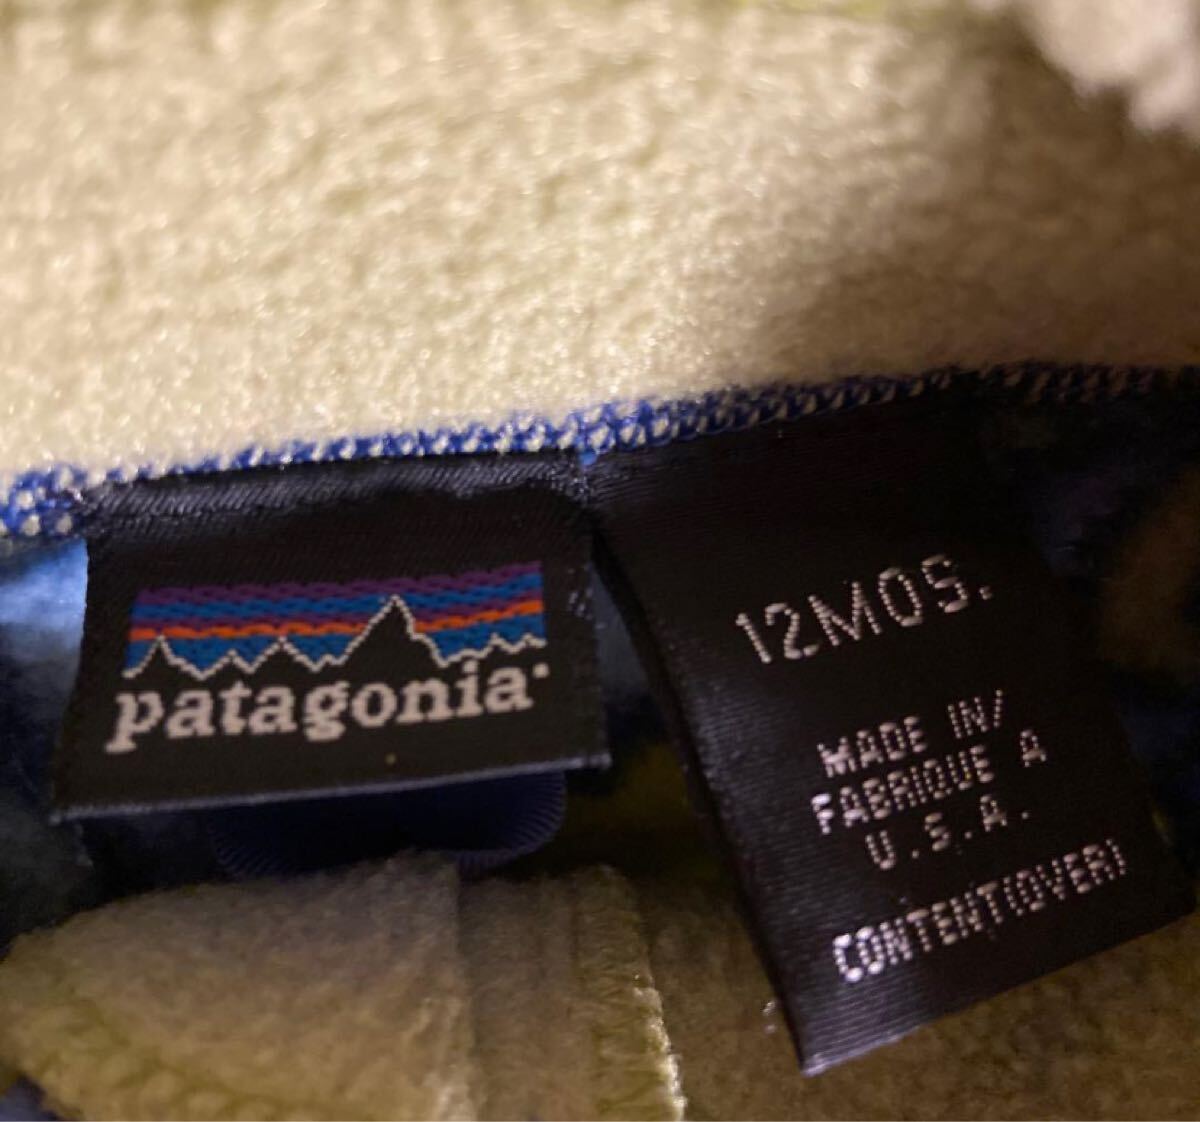 patagonia
12MOS.
MADE IN/
FABRIQUE A
U.S.A.
CONTENT(OVER)